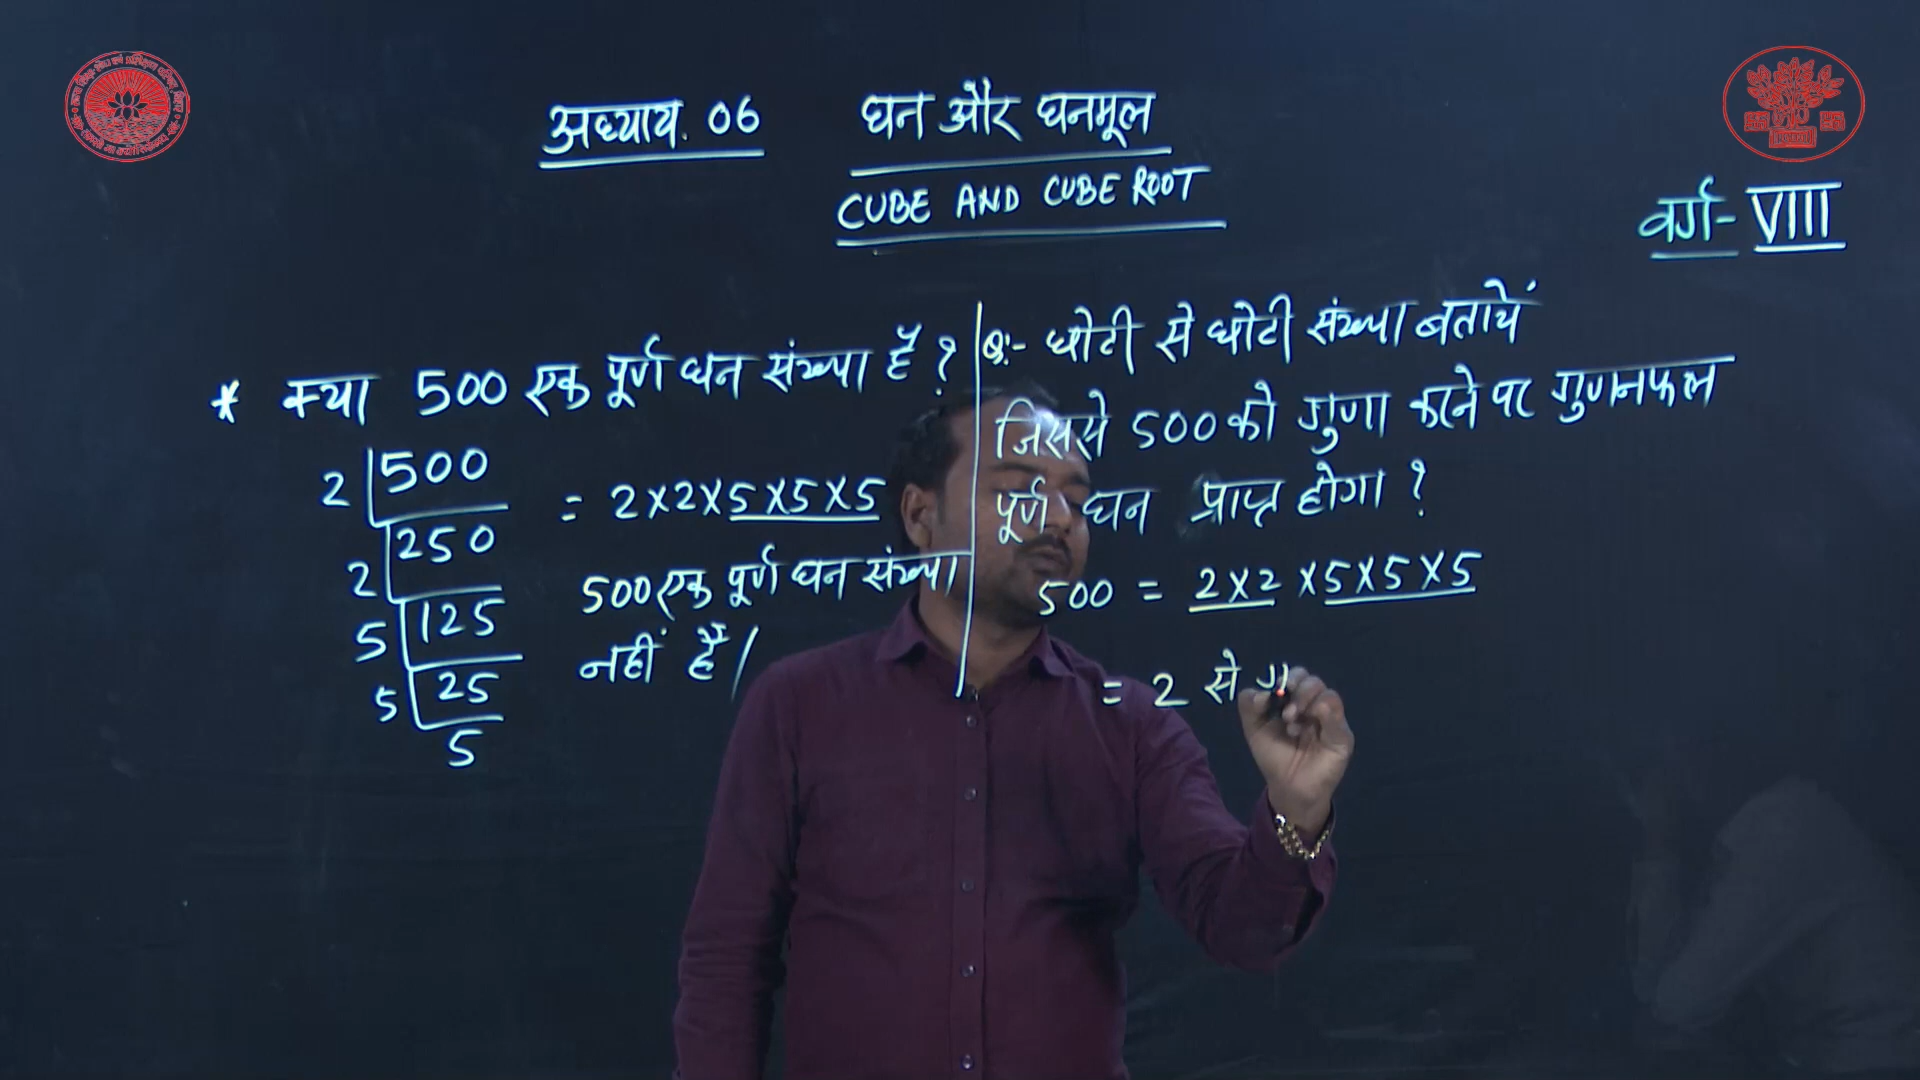 अध्याय. 06 घन और घनमूल
CUBE AND CUBE ROOT
वर्ग- VIII
* क्या 500 एक पूर्ण घन संख्या है ?
2 | 500
2 | 250
5 | 125
5 | 25
5
= 2×2×5×5×5
500 एक पूर्ण घन संख्या
नहीं है /
Q:- छोटी से छोटी संख्या बतायें
जिससे 500 को गुणा करने पर गुणनफल
पूर्ण घन प्राप्त होगा ?
500 = 2×2 ×5×5×5
= 2 से